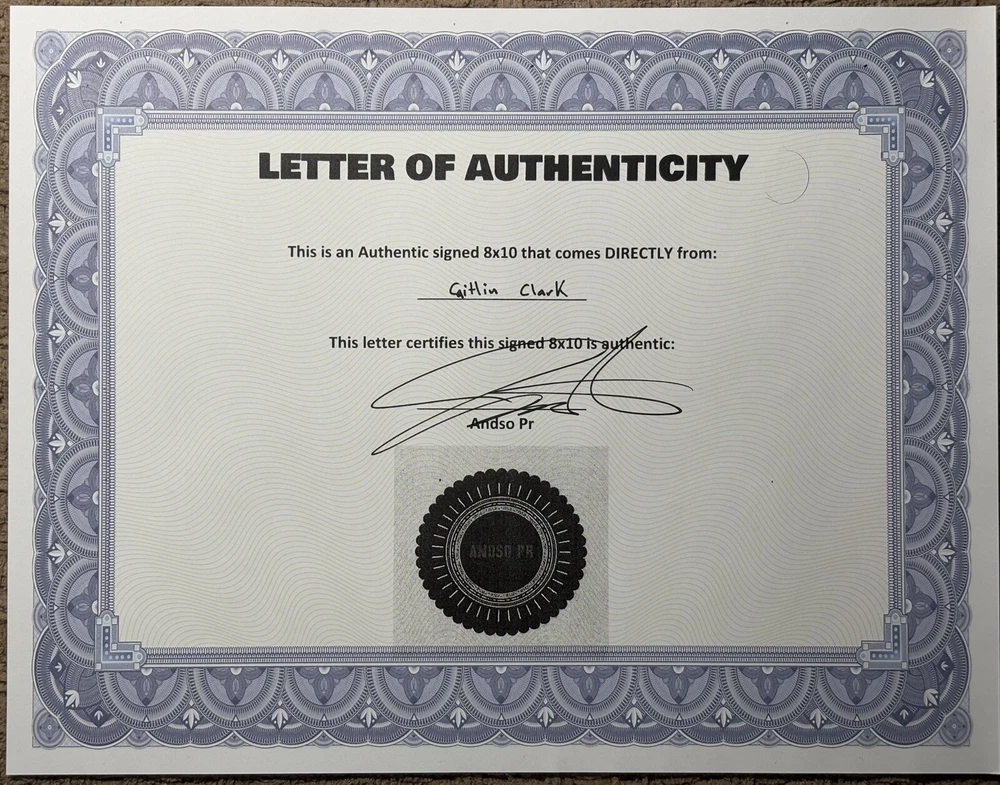 LETTER OF AUTHENTICITY
This is an Authentic signed 8x10 that comes DIRECTLY from:
Caitlin Clark
This letter certifies this signed 8x10 is authentic:
Andso Pr
ANDSO PR